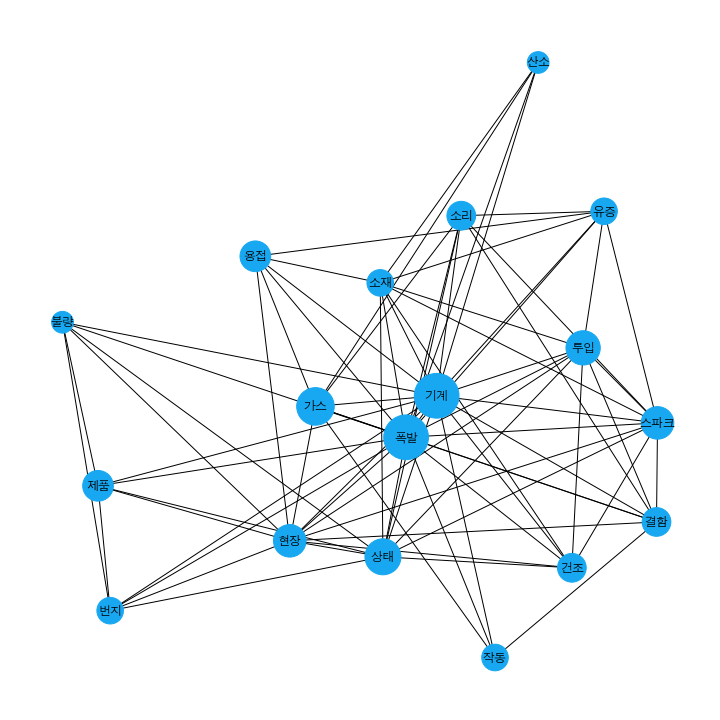 산소
소리
유증
용접
소재
불량
투입
기계
가스
스파크
폭발
제품
결함
현장
상태
건조
번지
작동